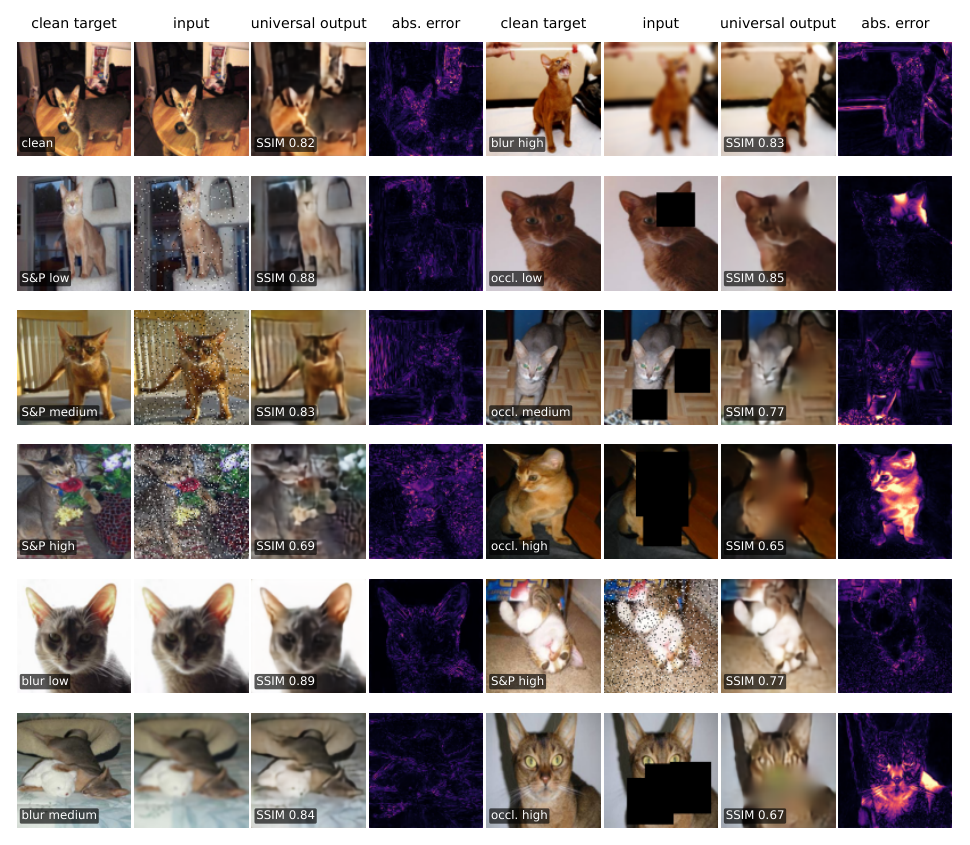 clean target input universal output abs. error clean target input universal output abs. error
clean SSIM 0.82 blur high SSIM 0.83
S&P low SSIM 0.88 occl. low SSIM 0.85
S&P medium SSIM 0.83 occl. medium SSIM 0.77
S&P high SSIM 0.69 occl. high SSIM 0.65
blur low SSIM 0.89 S&P high SSIM 0.77
blur medium SSIM 0.84 occl. high SSIM 0.67